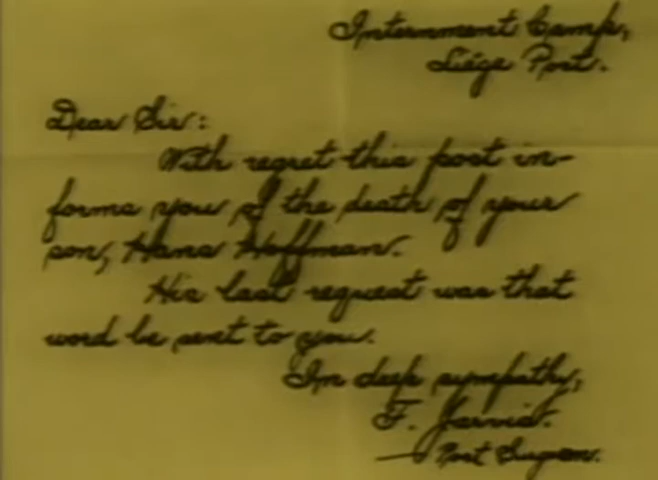 Internment Camp,
Liége Post.
Dear Sir:
With regret this post in-
forms you of the death of your
son, Hans Hoffman.
His last request was that
word be sent to you.
In deep sympathy,
F. Jarvis.
Post Surgeon.